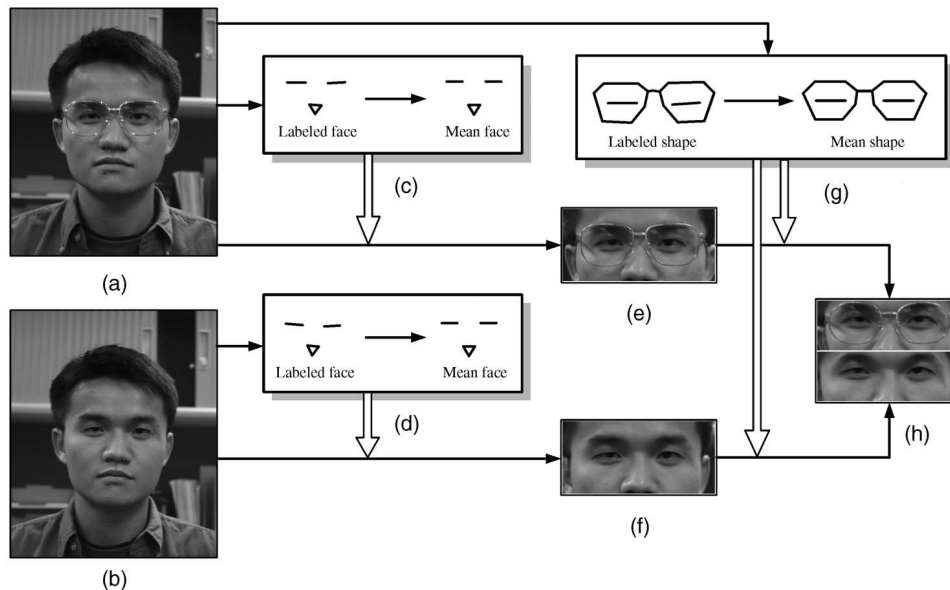 Labeled face Mean face
(c)
Labeled shape Mean shape
(g)
(a)
(e)
Labeled face Mean face
(d)
(h)
(f)
(b)